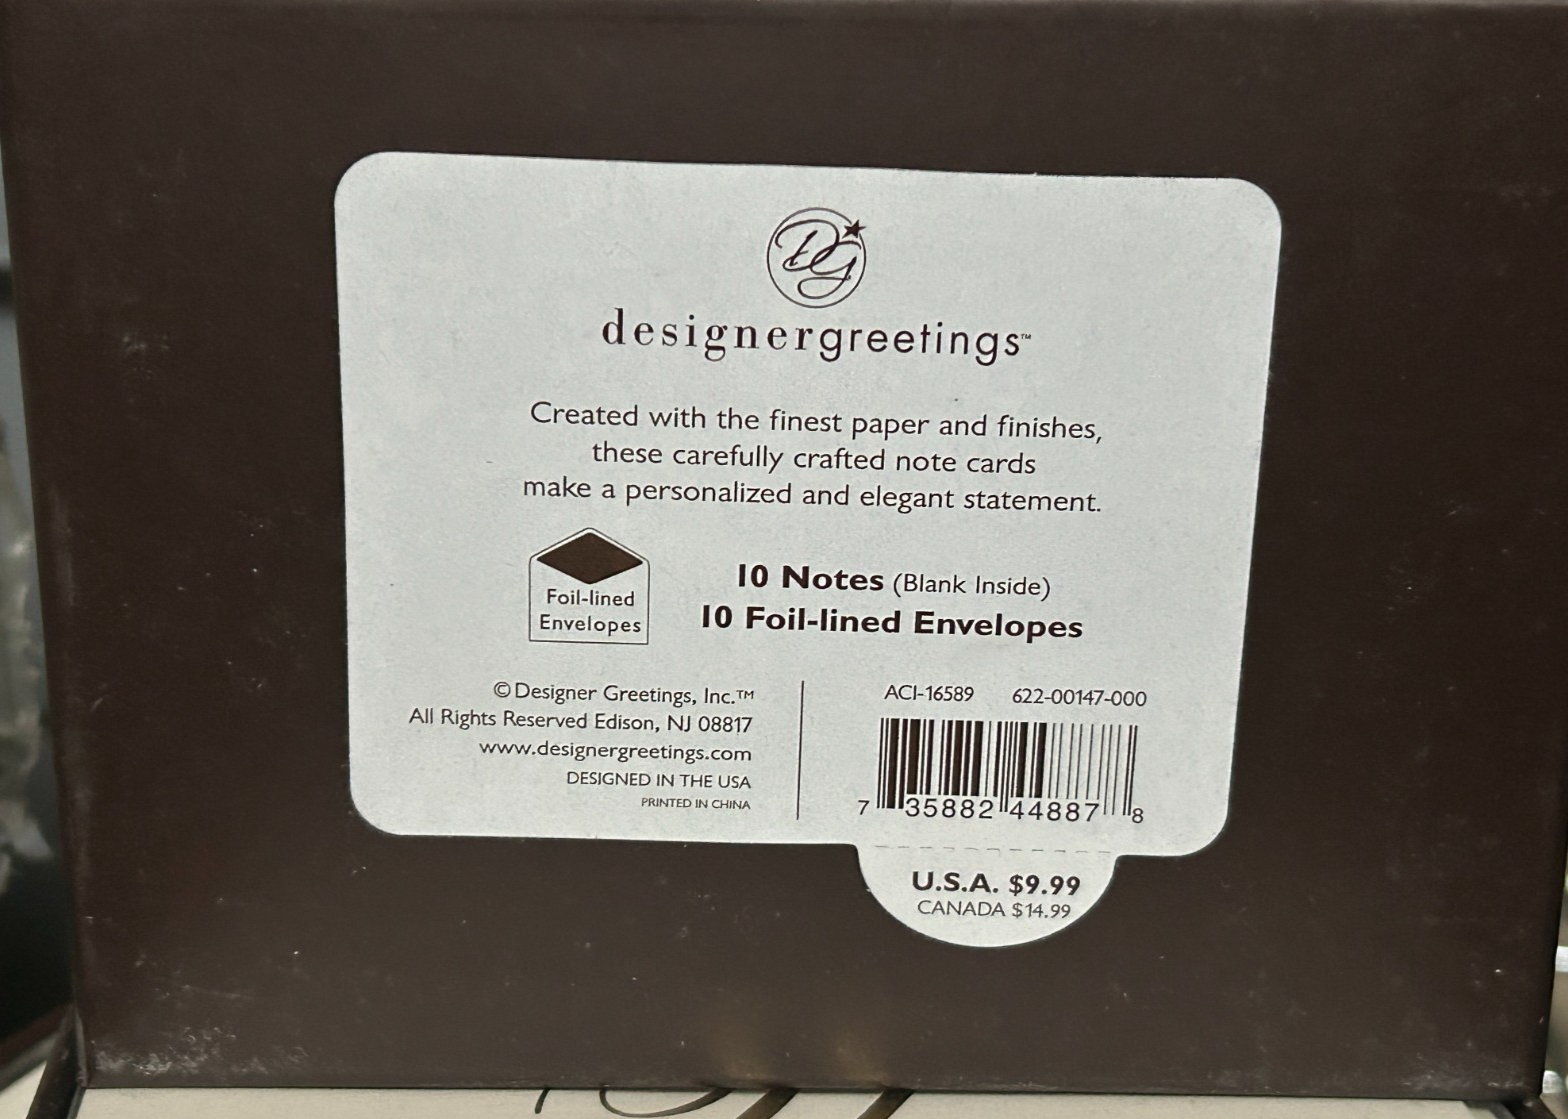 DG
designergreetings™
Created with the finest paper and finishes,
these carefully crafted note cards
make a personalized and elegant statement.
Foil-lined
Envelopes
10 Notes (Blank Inside)
10 Foil-lined Envelopes
© Designer Greetings, Inc.™
All Rights Reserved Edison, NJ 08817
www.designergreetings.com
DESIGNED IN THE USA
PRINTED IN CHINA
ACI-16589 622-00147-000
7 35882 44887 8
U.S.A. $9.99
CANADA $14.99